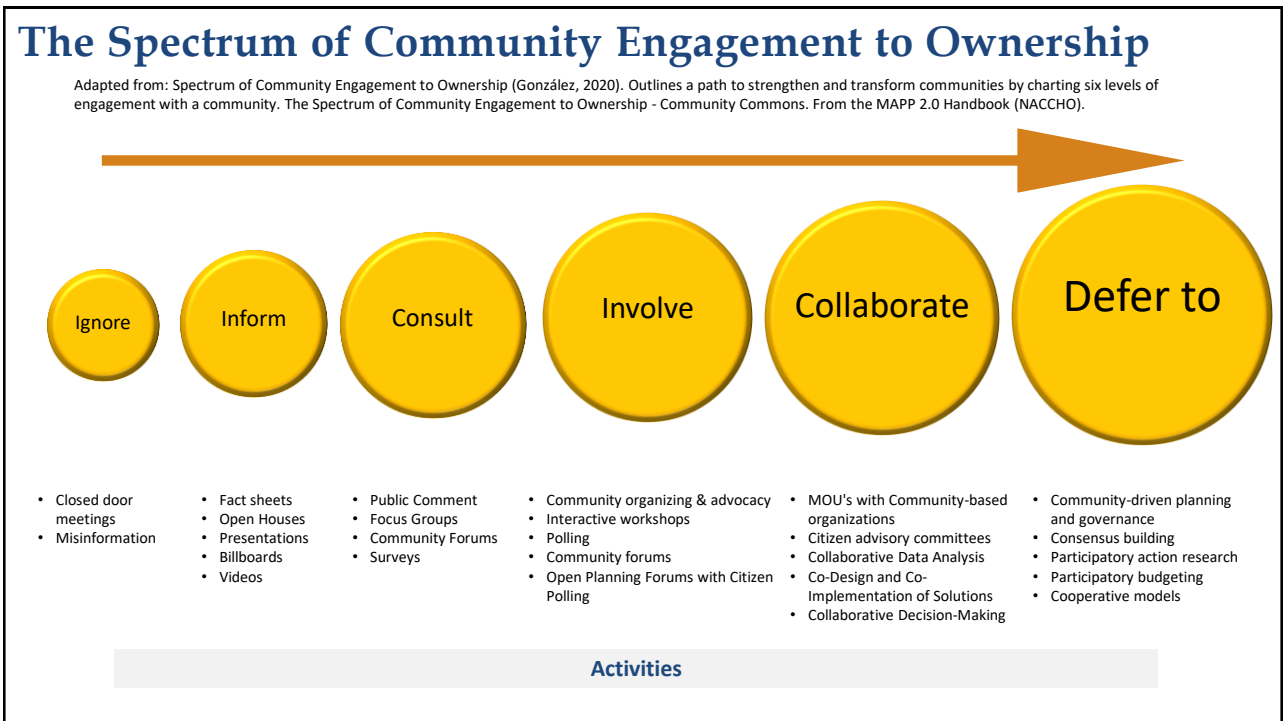 The Spectrum of Community Engagement to Ownership
Adapted from: Spectrum of Community Engagement to Ownership (González, 2020). Outlines a path to strengthen and transform communities by charting six levels of
engagement with a community. The Spectrum of Community Engagement to Ownership - Community Commons. From the MAPP 2.0 Handbook (NACCHO).
Ignore
Inform
Consult
Involve
Collaborate
Defer to
• Closed door
meetings
• Misinformation
• Fact sheets
• Open Houses
• Presentations
• Billboards
• Videos
• Public Comment
• Focus Groups
• Community Forums
• Surveys
• Community organizing & advocacy
• Interactive workshops
• Polling
• Community forums
• Open Planning Forums with Citizen
Polling
• MOU's with Community-based
organizations
• Citizen advisory committees
• Collaborative Data Analysis
• Co-Design and Co-
Implementation of Solutions
• Collaborative Decision-Making
• Community-driven planning
and governance
• Consensus building
• Participatory action research
• Participatory budgeting
• Cooperative models
Activities